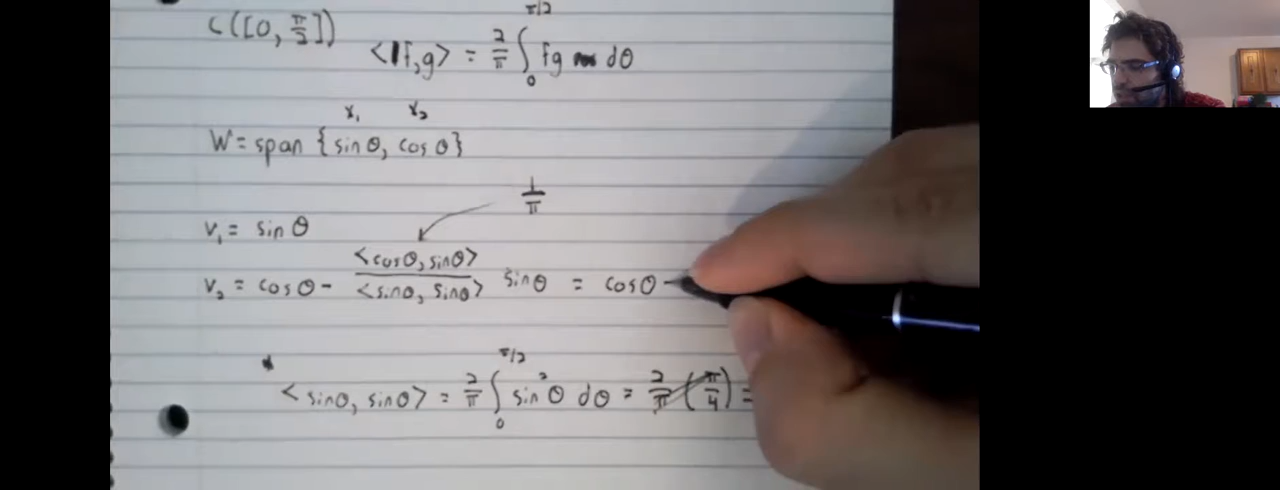 C([0, π/2])
<f,g> = 2/π ∫₀^π/2 fg dθ
x₁ x₂
W = span {sin θ, cos θ}
1/π
v₁ = sin θ
v₂ = cos θ - <cos θ, sin θ>/<sin θ, sin θ> sin θ = cos θ -
<sin θ, sin θ> = 2/π ∫₀^π/2 sin²θ dθ = 2/π (π/4) =